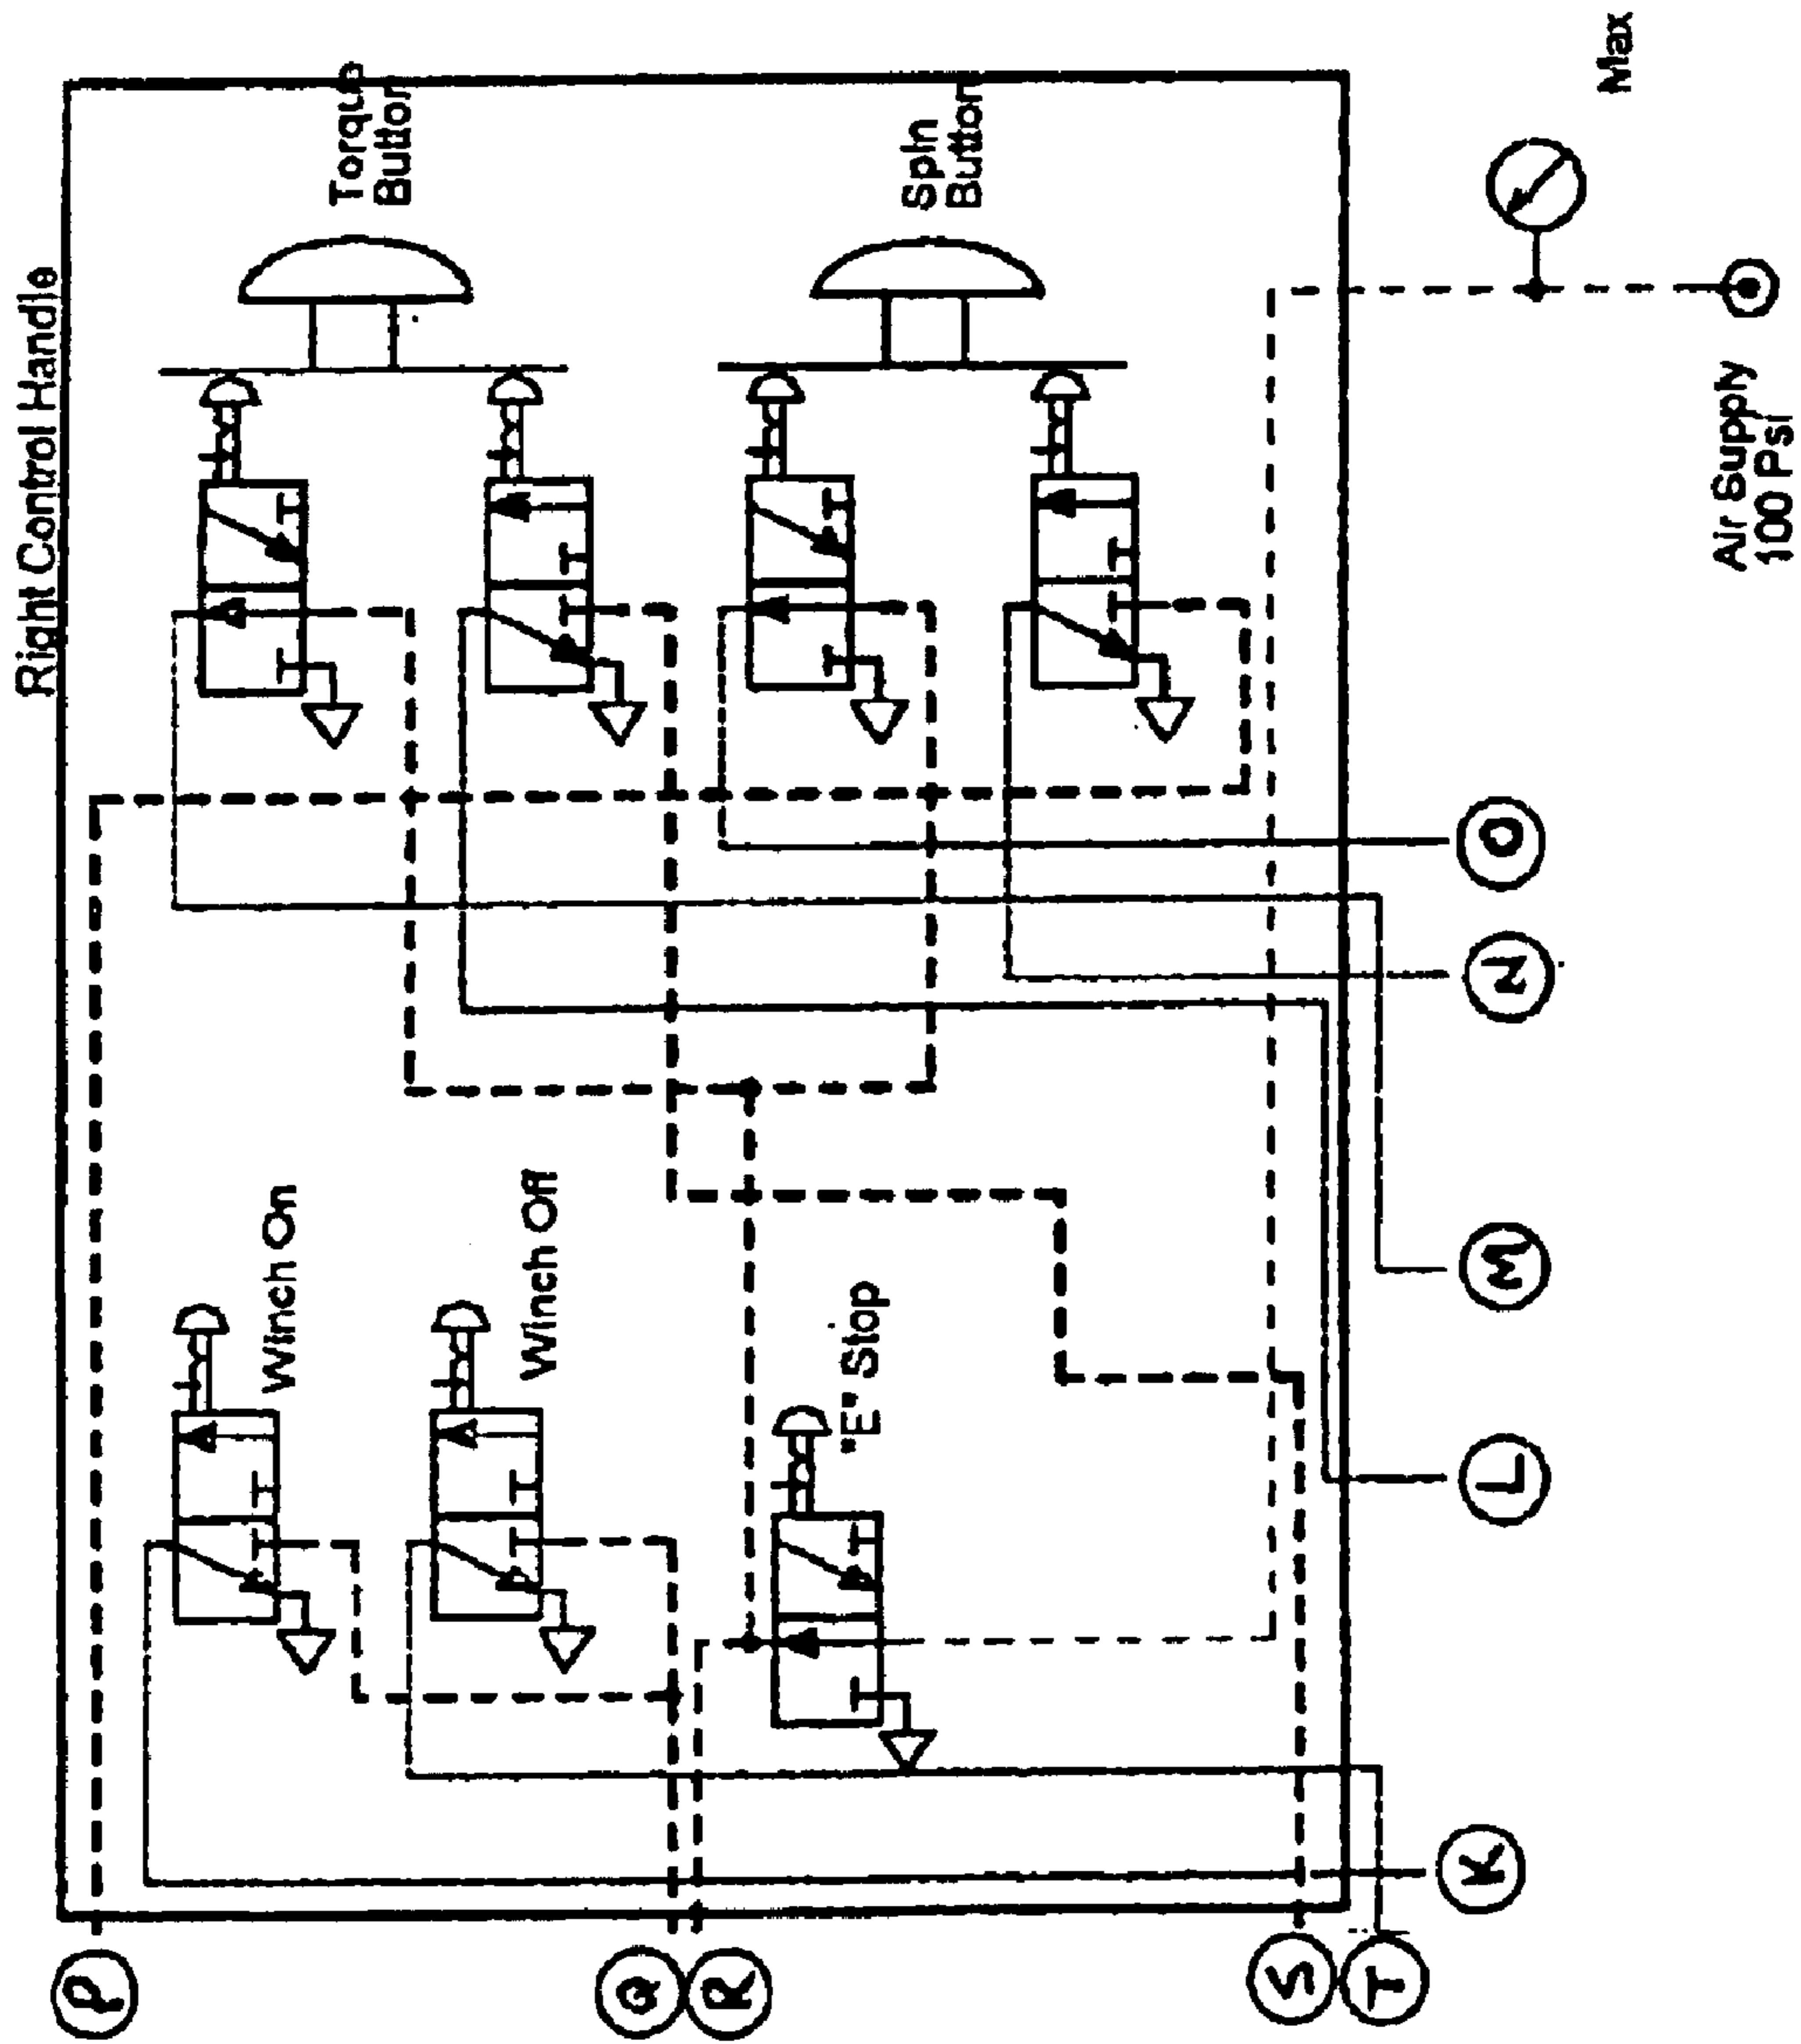 Right Control Handle
Torque
Button
Spin
Button
Winch On
Winch Off
"E" Stop
Max
Air Supply
100 Psi
P
Q
R
S
T
K
L
M
N
O